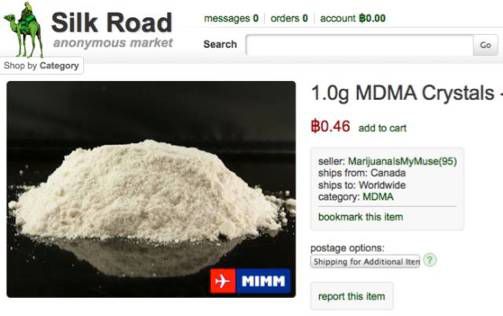 Silk Road
anonymous market
messages 0 | orders 0 | account ฿0.00
Search
Go
Shop by Category
1.0g MDMA Crystals -
฿0.46 add to cart
seller: MarijuanaIsMyMuse(95)
ships from: Canada
ships to: Worldwide
category: MDMA
bookmark this item
postage options:
Shipping for Additional Iten
?
report this item
MIMM